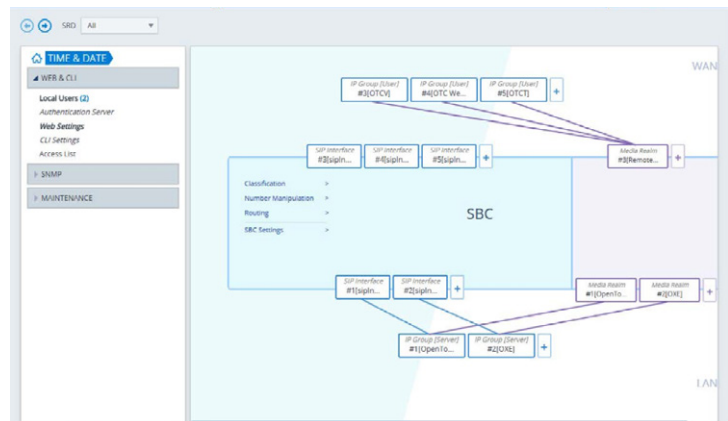 SRD All
TIME & DATE
WEB & CLI
Local Users (2)
Authentication Server
Web Settings
CLI Settings
Access List
SNMP
MAINTENANCE
WAN
IP Group [User] IP Group [User] IP Group [User]
#3[OTCV] #4[OTC We... #5[OTCT] +
SIP Interface SIP Interface SIP Interface Media Realm
#3[sipIn... #4[sipIn... #5[sipIn... + #3[Remote... +
Classification >
Number Manipulation >
Routing >
SBC Settings >
SBC
SIP Interface SIP Interface Media Realm Media Realm
#1[sipIn... #2[sipIn... + #1[OpenTo... #2[OXE] +
IP Group [Server] IP Group [Server]
#1[OpenTo... #2[OXE] +
LAN